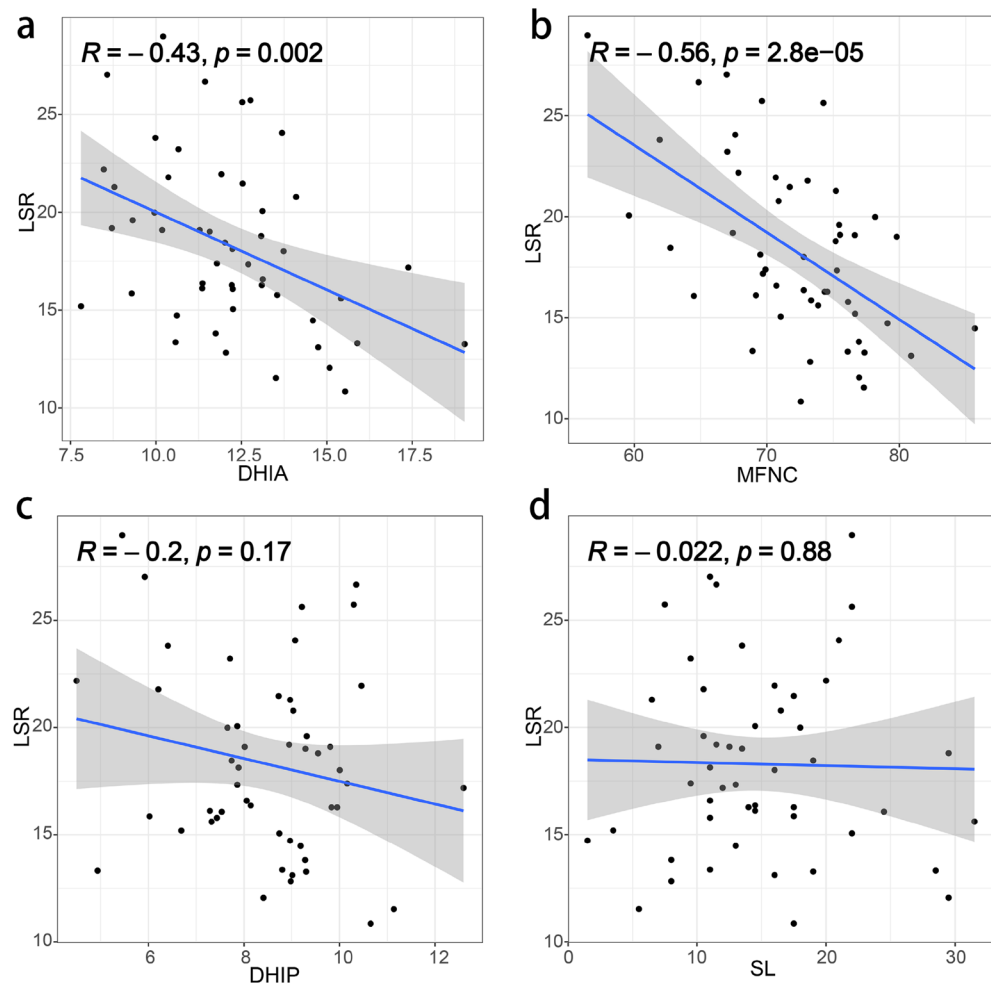 a
R = − 0.43, p = 0.002
LSR
25
20
15
10
7.5 10.0 12.5 15.0 17.5
DHIA
b
R = − 0.56, p = 2.8e−05
LSR
25
20
15
10
60 70 80
MFNC
c
R = − 0.2, p = 0.17
LSR
25
20
15
10
6 8 10 12
DHIP
d
R = − 0.022, p = 0.88
LSR
25
20
15
10
0 10 20 30
SL